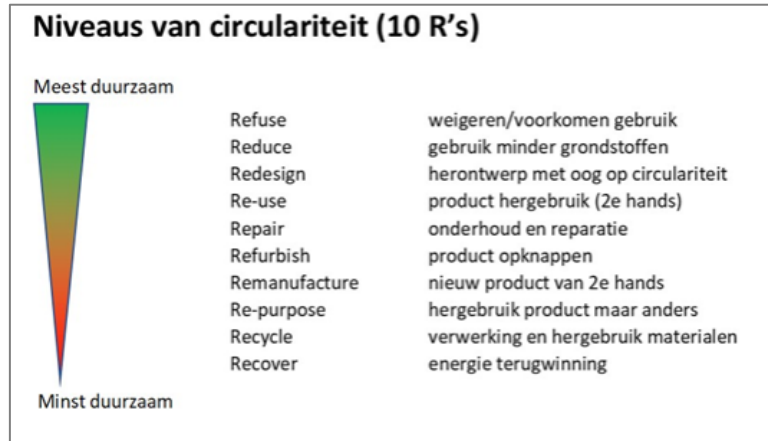 Niveaus van circulariteit (10 R's)
Meest duurzaam
Refuse weigeren/voorkomen gebruik
Reduce gebruik minder grondstoffen
Redesign herontwerp met oog op circulariteit
Re-use product hergebruik (2e hands)
Repair onderhoud en reparatie
Refurbish product opknappen
Remanufacture nieuw product van 2e hands
Re-purpose hergebruik product maar anders
Recycle verwerking en hergebruik materialen
Recover energie terugwinning
Minst duurzaam